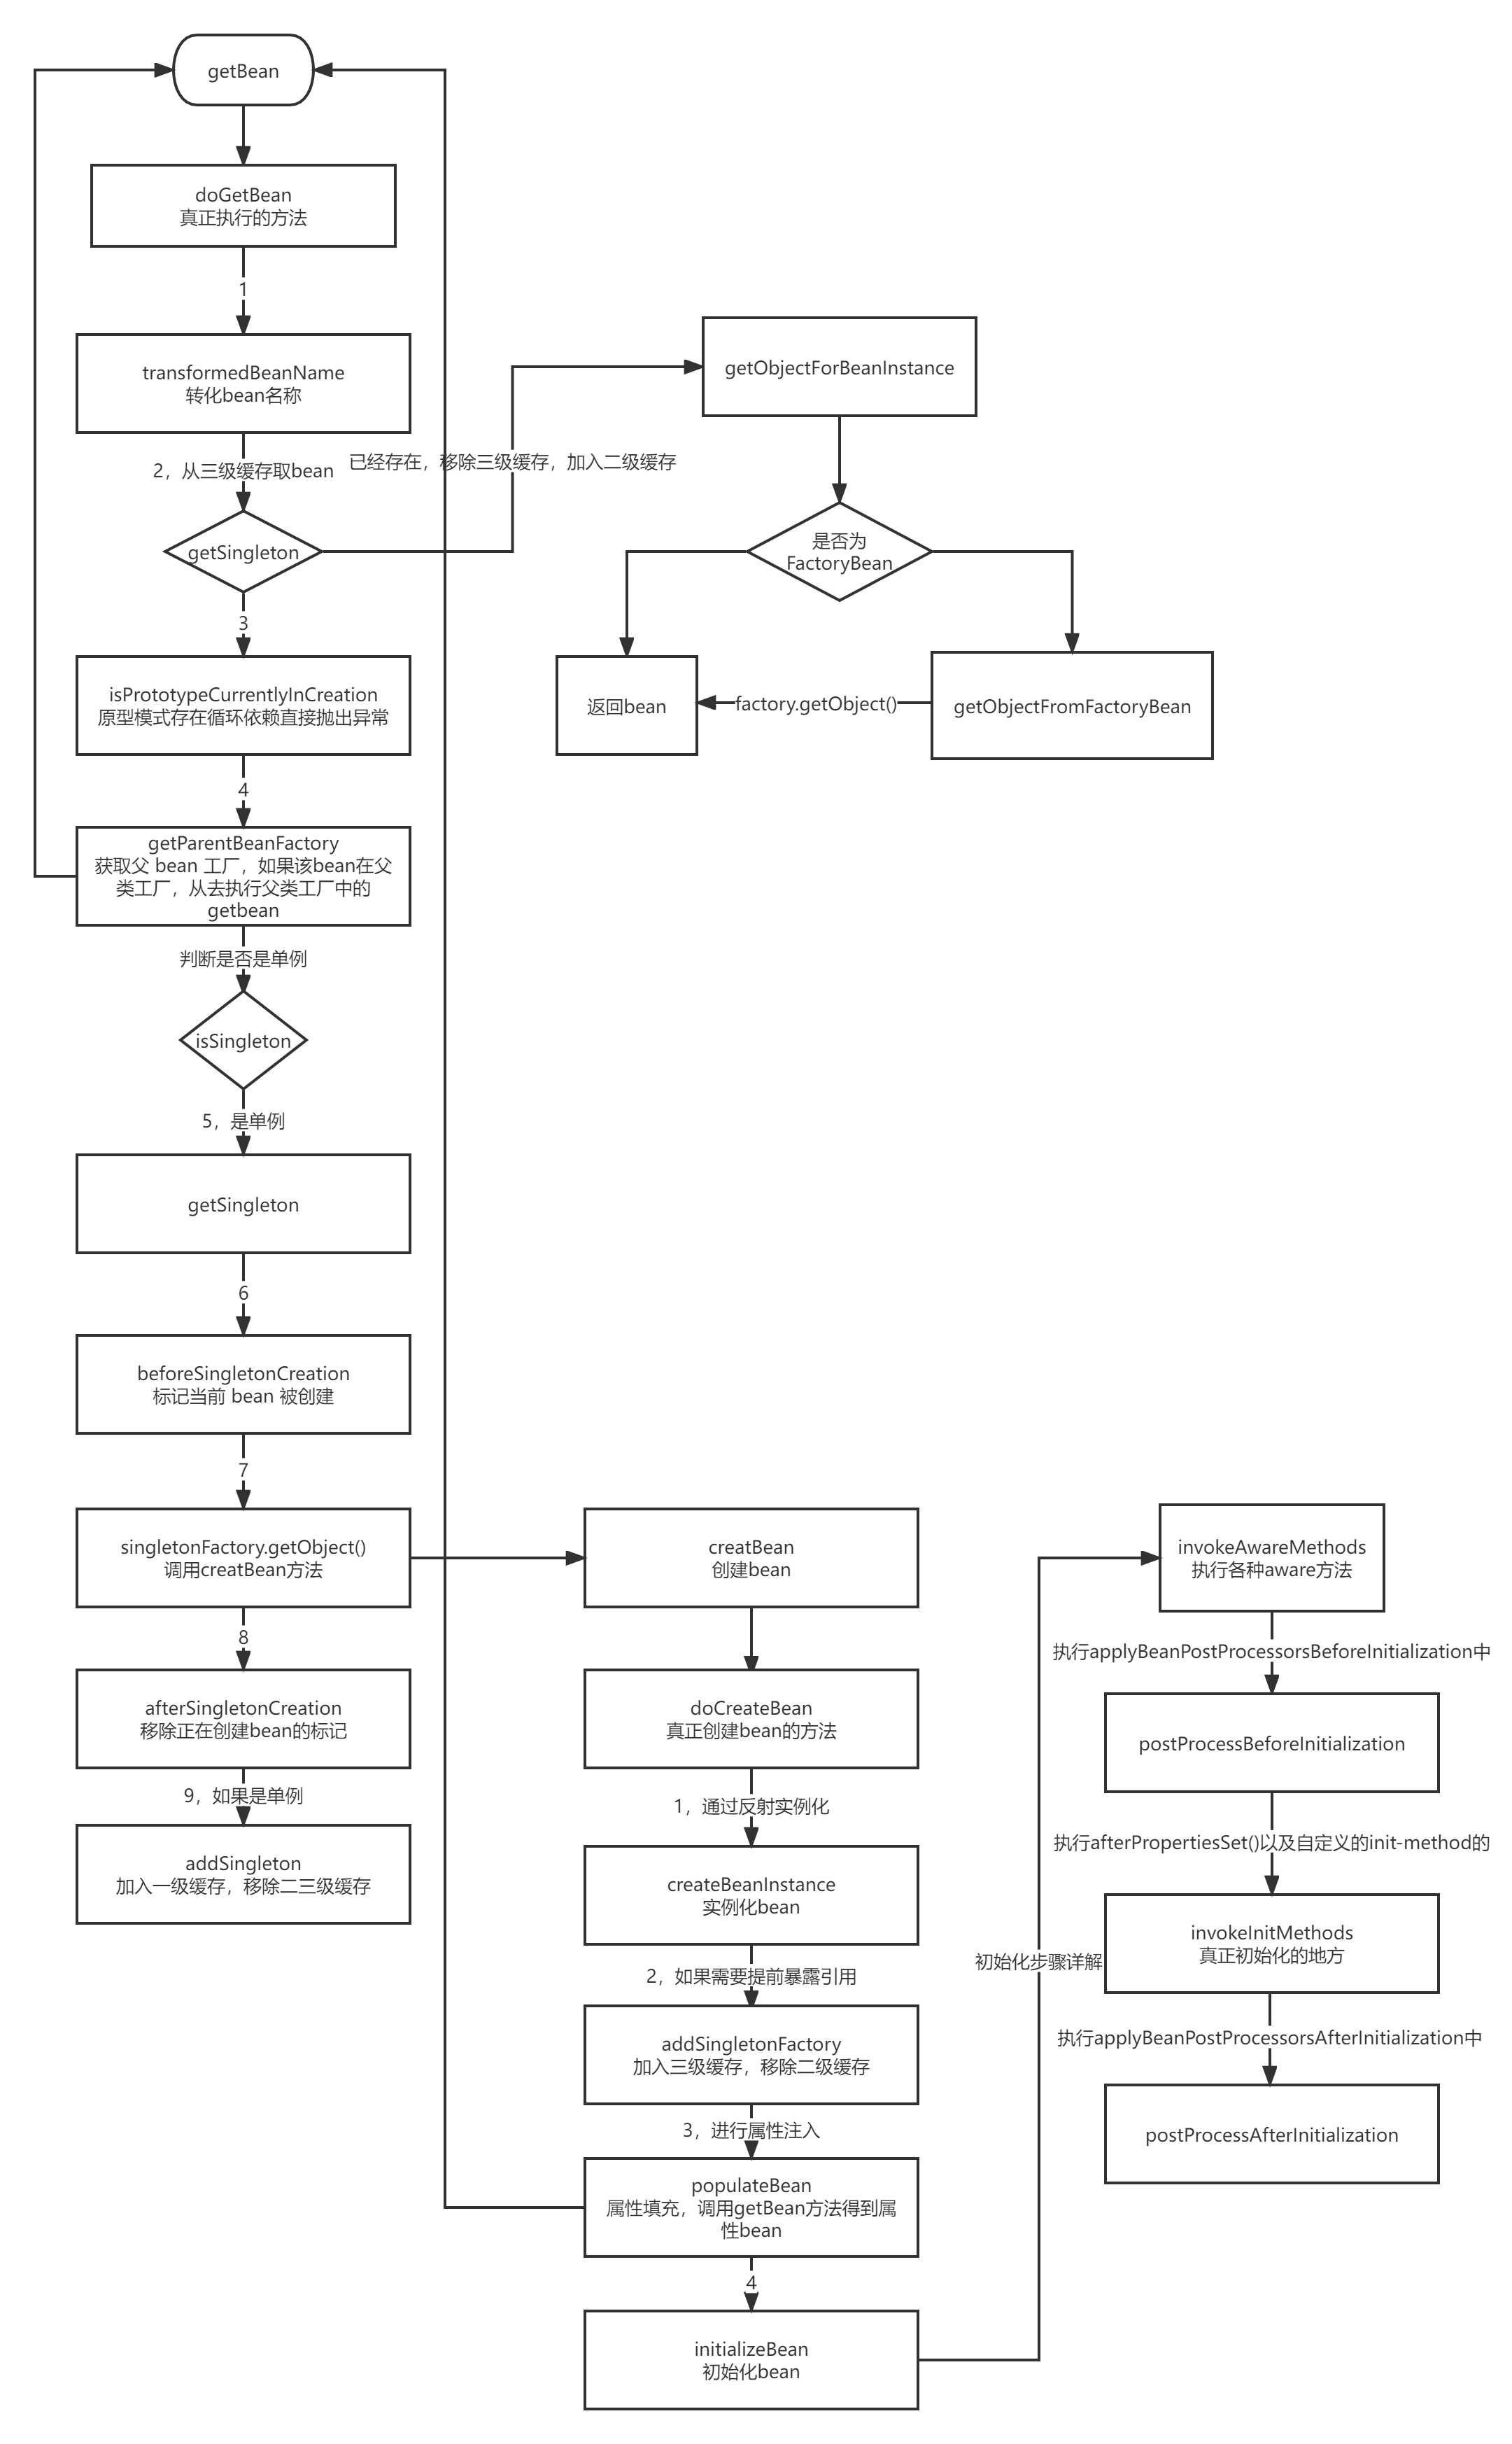 getBean
doGetBean
真正执行的方法
1
transformedBeanName
转化bean名称
2，从三级缓存取bean
已经存在，移除三级缓存，加入二级缓存
getSingleton
getObjectForBeanInstance
是否为
FactoryBean
返回bean
factory.getObject()
getObjectFromFactoryBean
3
isPrototypeCurrentlyInCreation
原型模式存在循环依赖直接抛出异常
4
getParentBeanFactory
获取父 bean 工厂，如果该bean在父
类工厂，从去执行父类工厂中的
getbean
判断是否是单例
isSingleton
5，是单例
getSingleton
6
beforeSingletonCreation
标记当前 bean 被创建
7
singletonFactory.getObject()
调用creatBean方法
8
afterSingletonCreation
移除正在创建bean的标记
9，如果是单例
addSingleton
加入一级缓存，移除二三级缓存
creatBean
创建bean
doCreateBean
真正创建bean的方法
1，通过反射实例化
createBeanInstance
实例化bean
2，如果需要提前暴露引用
addSingletonFactory
加入三级缓存，移除二级缓存
3，进行属性注入
populateBean
属性填充，调用getBean方法得到属
性bean
4
initializeBean
初始化bean
初始化步骤详解
invokeAwareMethods
执行各种aware方法
执行applyBeanPostProcessorsBeforeInitialization中
postProcessBeforeInitialization
执行afterPropertiesSet()以及自定义的init-method的
invokeInitMethods
真正初始化的地方
执行applyBeanPostProcessorsAfterInitialization中
postProcessAfterInitialization